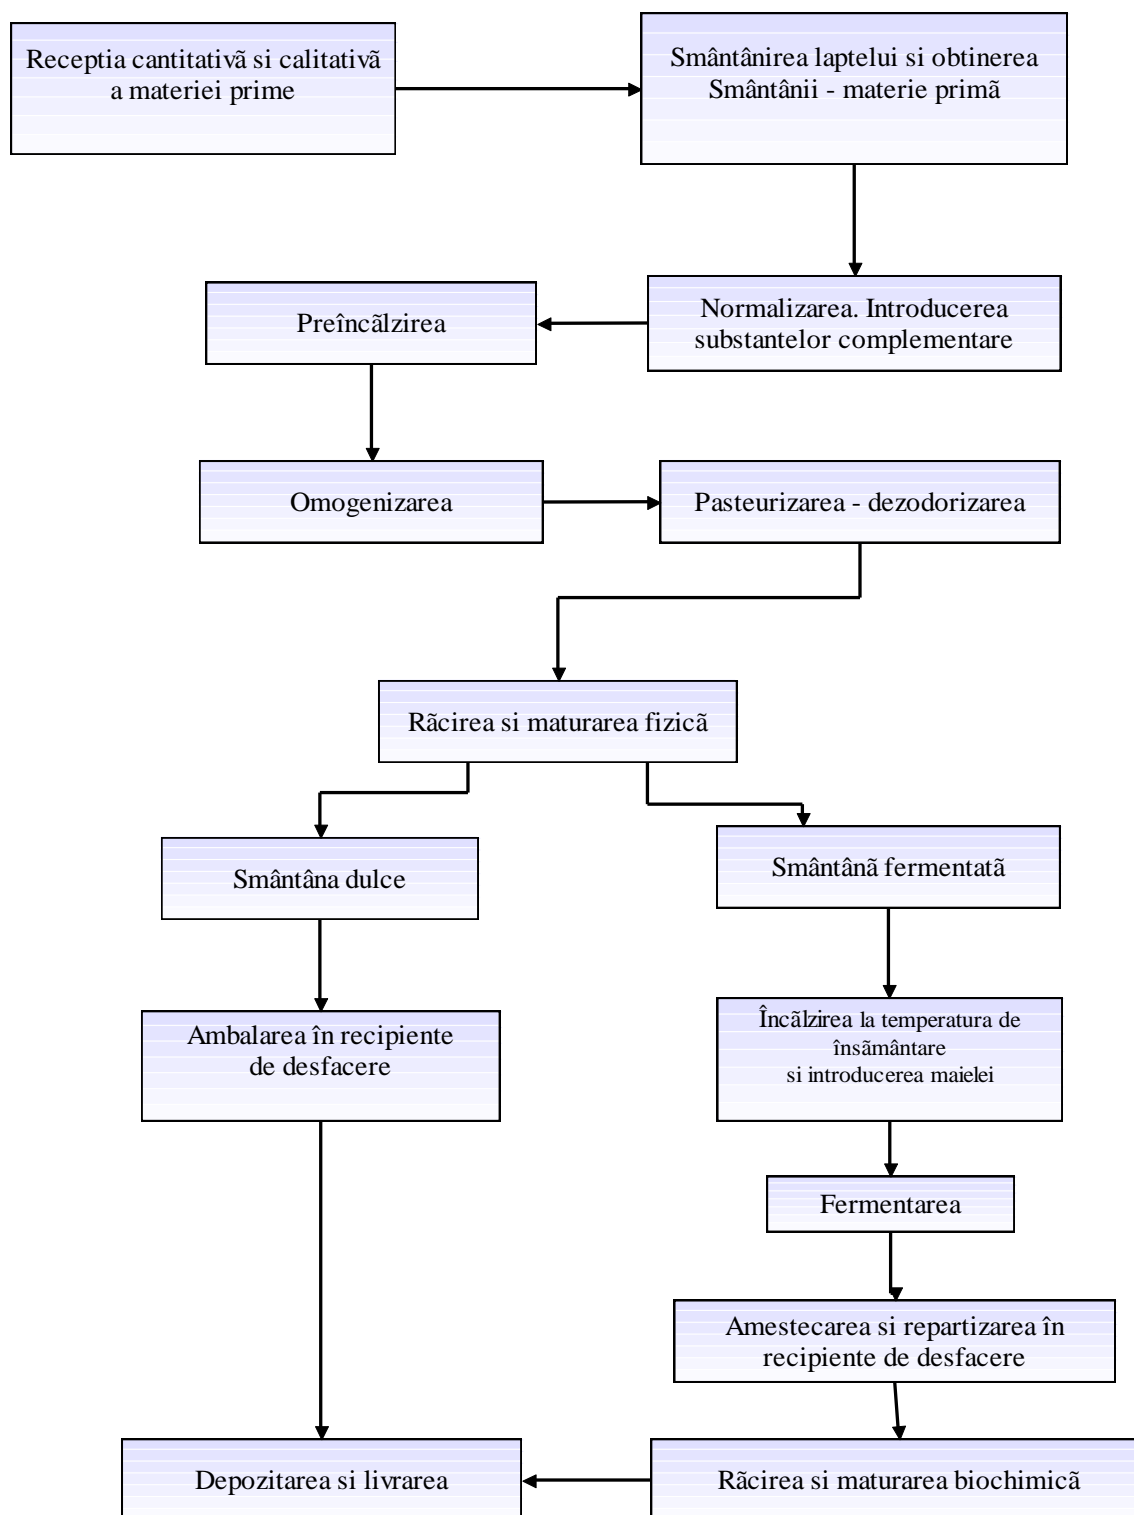 Receptia cantitativã si calitativã
a materiei prime
Smântânirea laptelui si obtinerea
Smântânii - materie primã
Normalizarea. Introducerea
substantelor complementare
Preîncãlzirea
Omogenizarea
Pasteurizarea - dezodorizarea
Rãcirea si maturarea fizicã
Smântâna dulce
Smântânã fermentatã
Ambalarea în recipiente
de desfacere
Încãlzirea la temperatura de
însãmântare
si introducerea maielei
Fermentarea
Amestecarea si repartizarea în
recipiente de desfacere
Depozitarea si livrarea
Rãcirea si maturarea biochimicã